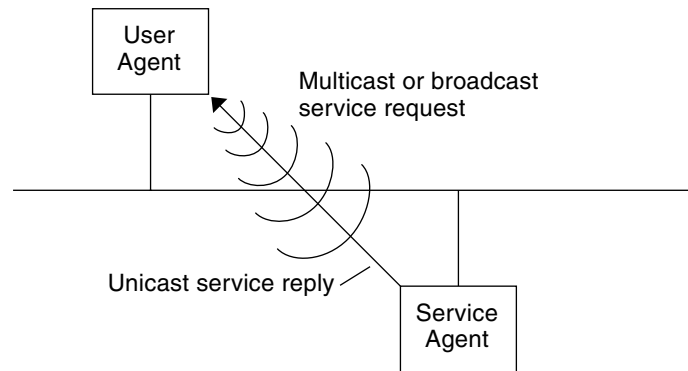 User
Agent
Multicast or broadcast
service request
Unicast service reply
Service
Agent